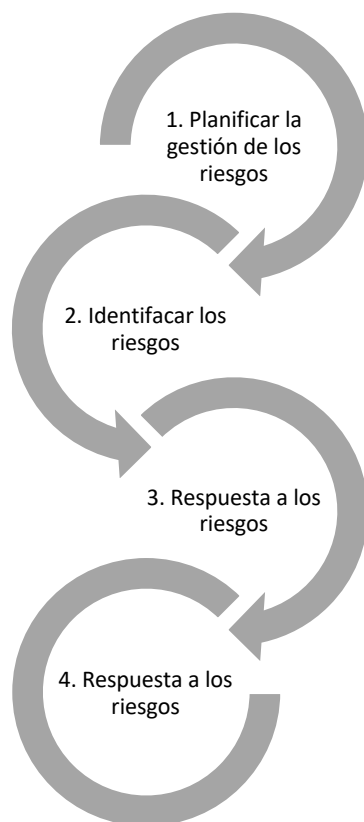 1. Planificar la
gestión de los
riesgos
2. Identifacar los
riesgos
3. Respuesta a los
riesgos
4. Respuesta a los
riesgos